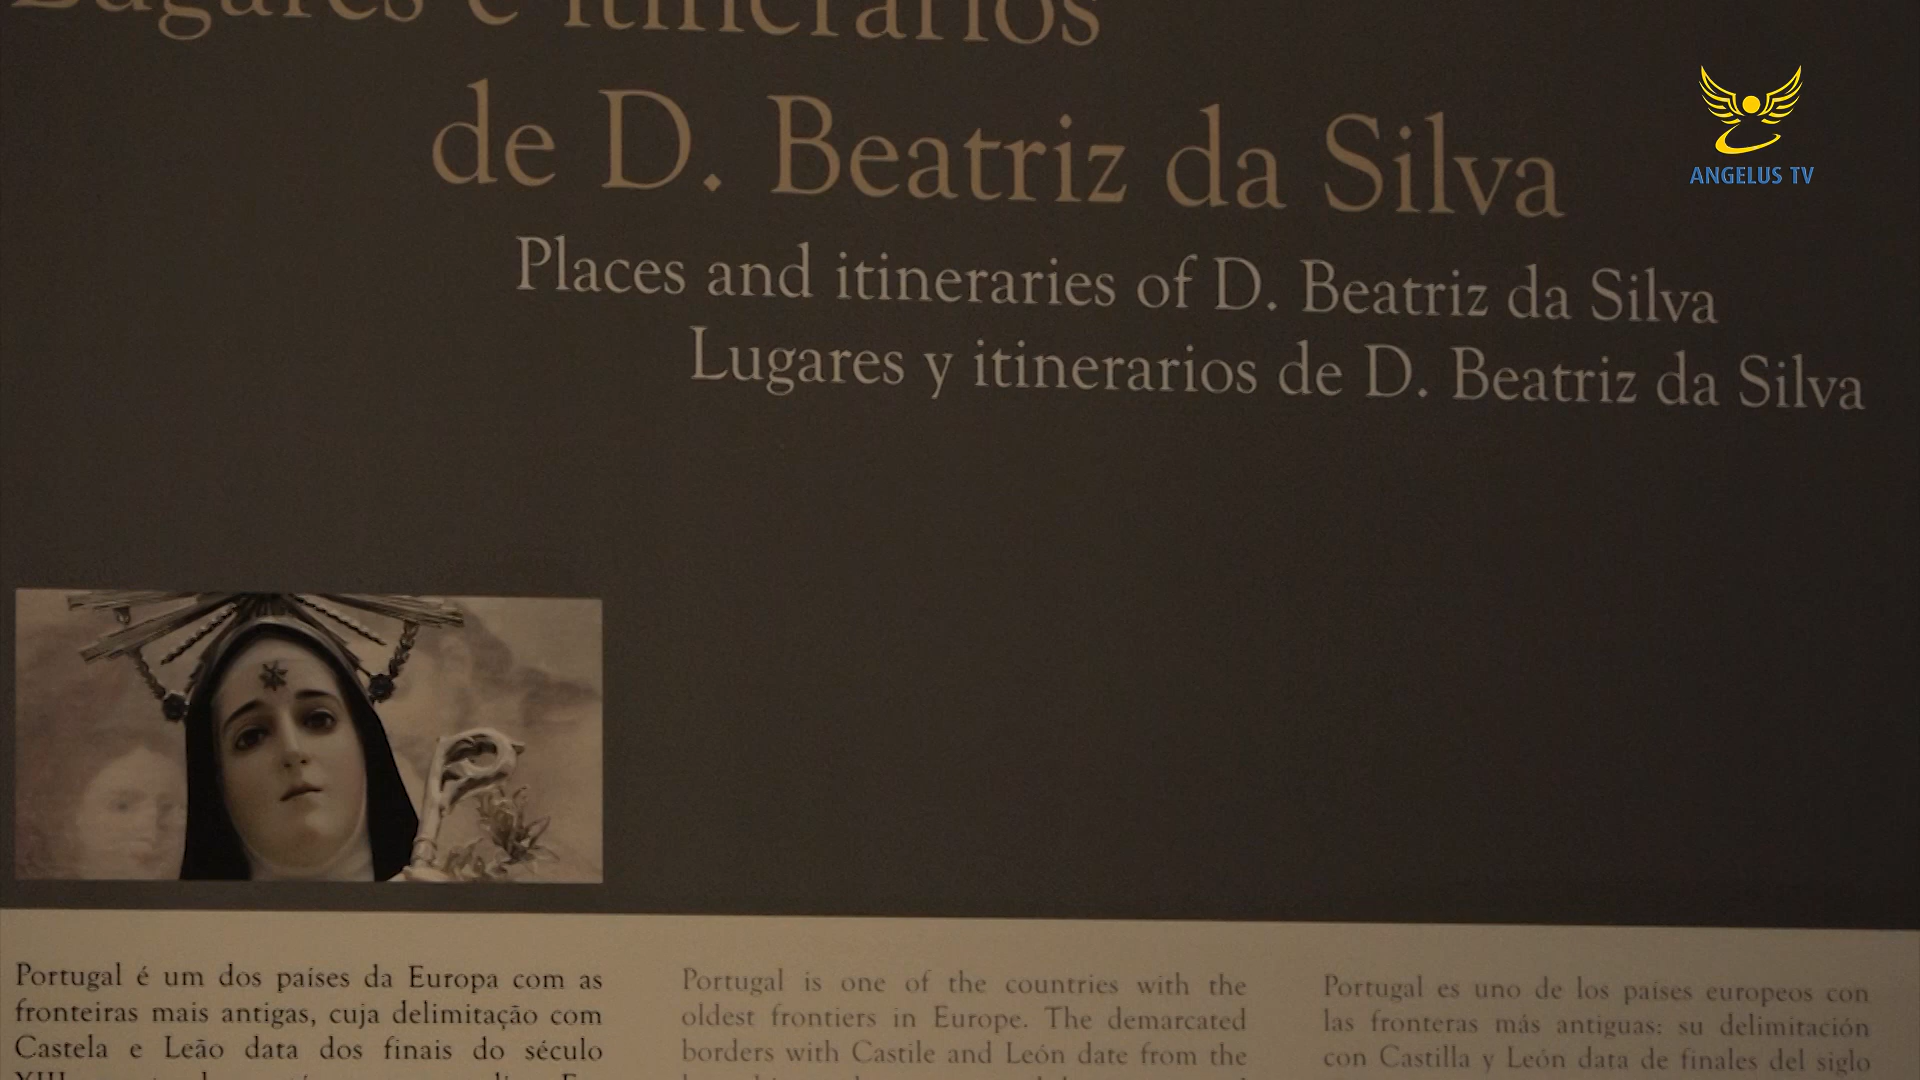 Lugares e itinerários
de D. Beatriz da Silva
ANGELUS TV
Places and itineraries of D. Beatriz da Silva
Lugares y itinerarios de D. Beatriz da Silva
Portugal é um dos países da Europa com as
fronteiras mais antigas, cuja delimitação com
Castela e Leão data dos finais do século
XIII
Portugal is one of the countries with the
oldest frontiers in Europe. The demarcated
borders with Castile and León date from the
Portugal es uno de los países europeos con
las fronteras más antiguas: su delimitación
con Castilla y León data de finales del siglo